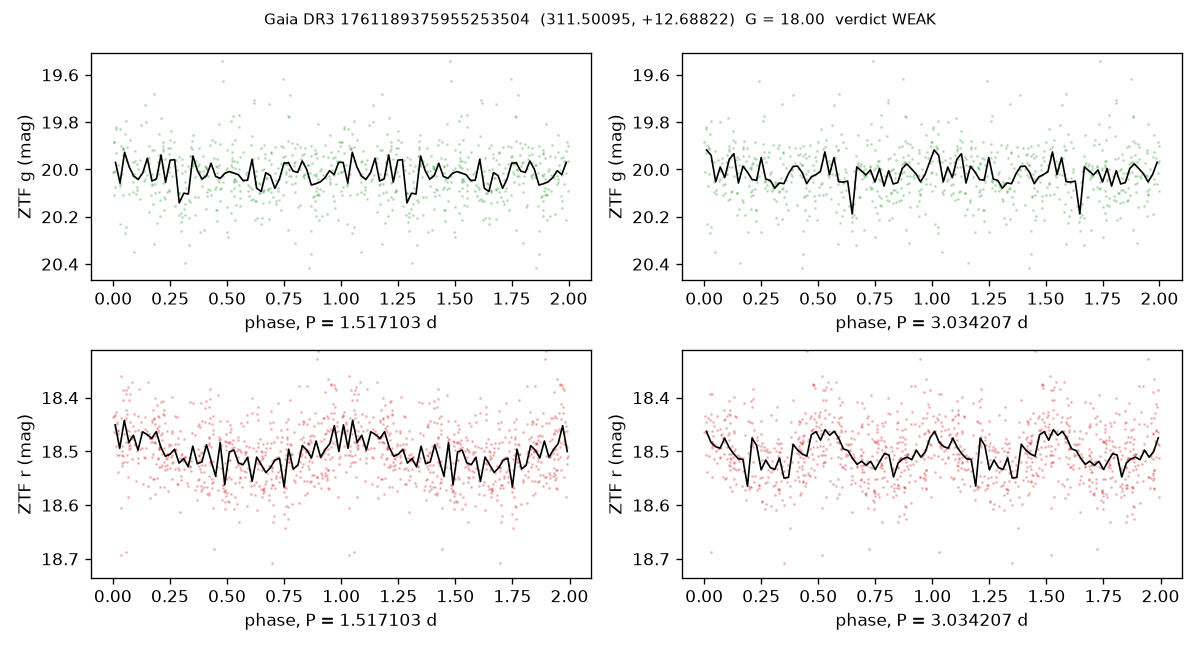 Gaia DR3 1761189375955253504  (311.50095, +12.68822)  G = 18.00  verdict WEAK
ZTF g (mag)
19.6
19.8
20.0
20.2
20.4
0.00 0.25 0.50 0.75 1.00 1.25 1.50 1.75 2.00
phase, P = 1.517103 d
ZTF g (mag)
19.6
19.8
20.0
20.2
20.4
0.00 0.25 0.50 0.75 1.00 1.25 1.50 1.75 2.00
phase, P = 3.034207 d
ZTF r (mag)
18.4
18.5
18.6
18.7
0.00 0.25 0.50 0.75 1.00 1.25 1.50 1.75 2.00
phase, P = 1.517103 d
ZTF r (mag)
18.4
18.5
18.6
18.7
0.00 0.25 0.50 0.75 1.00 1.25 1.50 1.75 2.00
phase, P = 3.034207 d